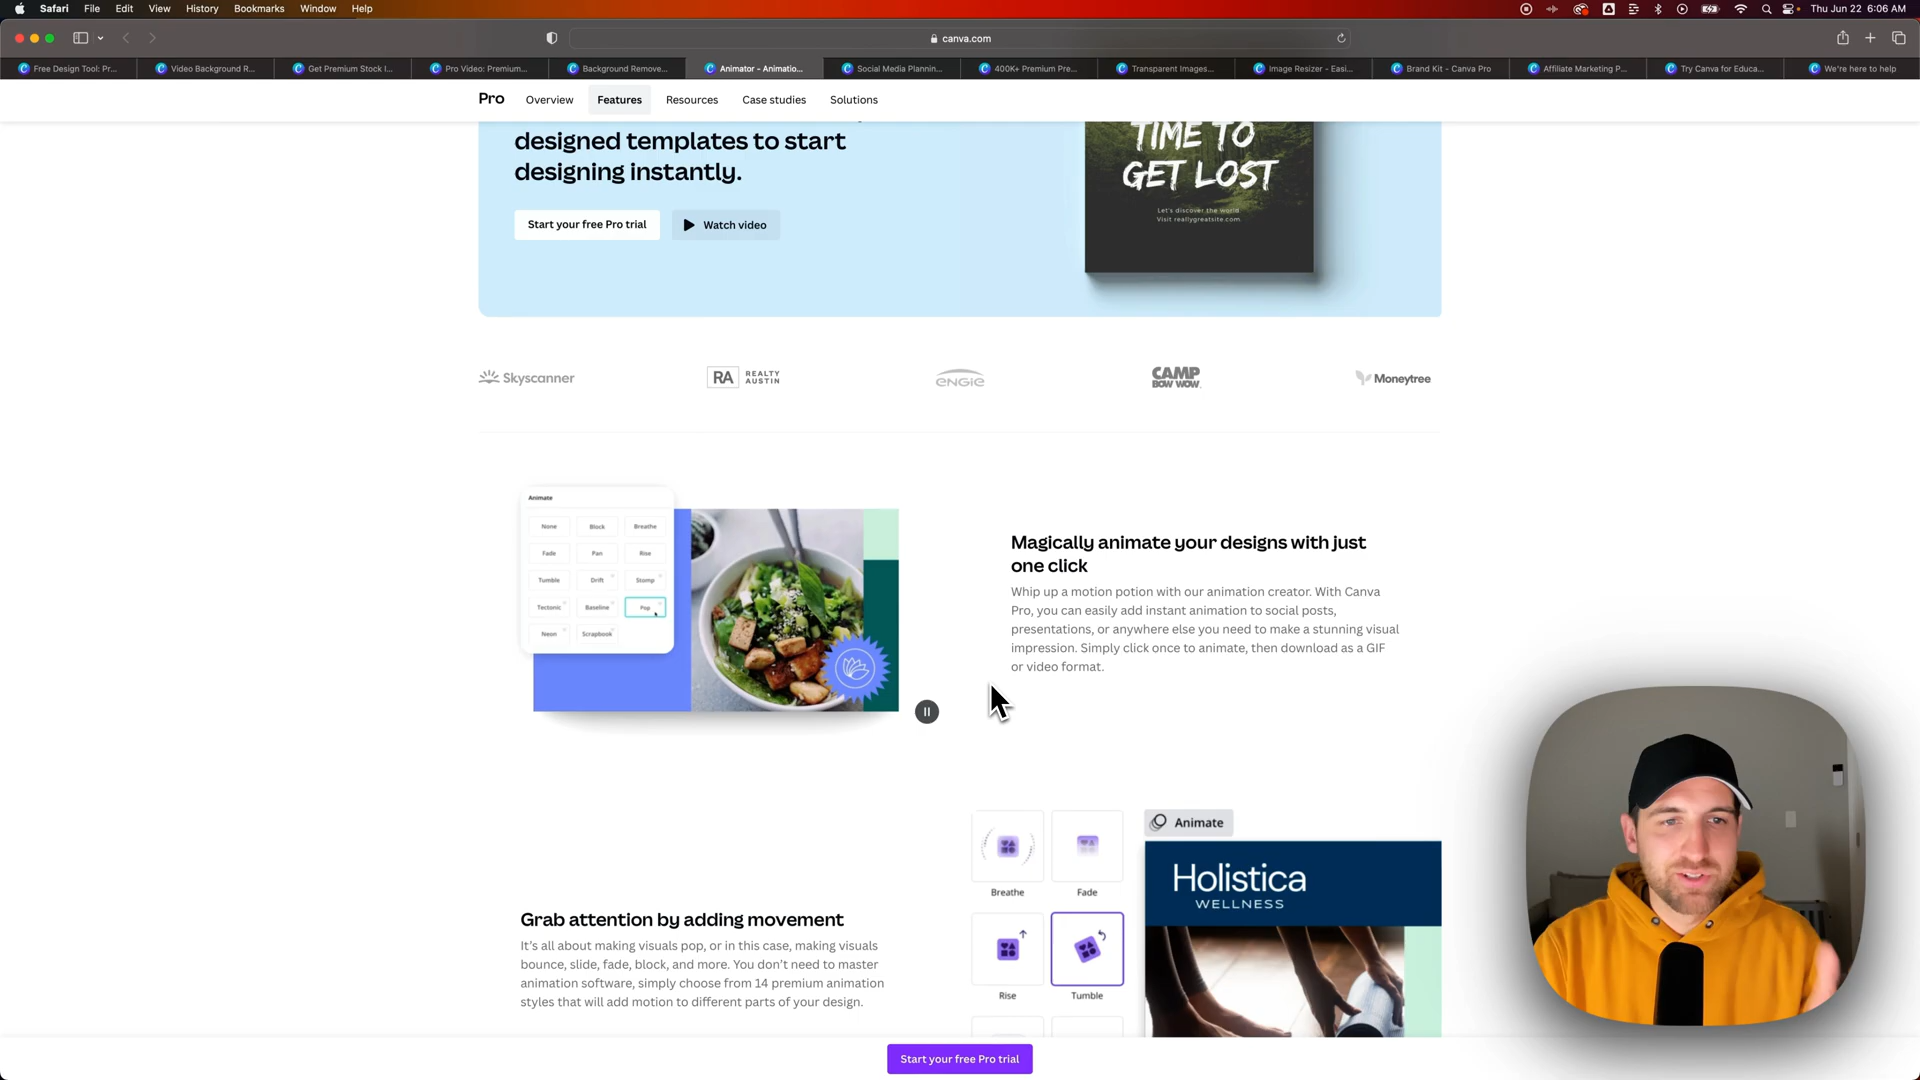 Safari File Edit View History Bookmarks Window Help
Thu Jun 22 6:06 AM
canva.com
Free Design Tool: Pr...
Video Background R...
Get Premium Stock I...
Pro Video: Premium...
Background Remove...
Animator – Animatio...
Social Media Plannin...
400K+ Premium Pre...
Transparent Images...
Image Resizer - Easi...
Brand Kit – Canva Pro
Affiliate Marketing P...
Try Canva for Educa...
We're here to help
Pro Overview Features Resources Case studies Solutions
designed templates to start
designing instantly.
Start your free Pro trial
Watch video
TIME TO
GET LOST
Let's discover the world
Visit reallygreatsite.com.
Skyscanner
RA REALTY
AUSTIN
ENGIE
CAMP
BOW WOW
Moneytree
Animate
None Block Breathe
Fade Pan Rise
Tumble Drift Stomp
Tectonic Baseline Pop
Neon Scrapbook
Magically animate your designs with just
one click
Whip up a motion potion with our animation creator. With Canva
Pro, you can easily add instant animation to social posts,
presentations, or anywhere else you need to make a stunning visual
impression. Simply click once to animate, then download as a GIF
or video format.
Grab attention by adding movement
It's all about making visuals pop, or in this case, making visuals
bounce, slide, fade, block, and more. You don't need to master
animation software, simply choose from 14 premium animation
styles that will add motion to different parts of your design.
Breathe
Fade
Rise
Tumble
Animate
Holistica
WELLNESS
Start your free Pro trial